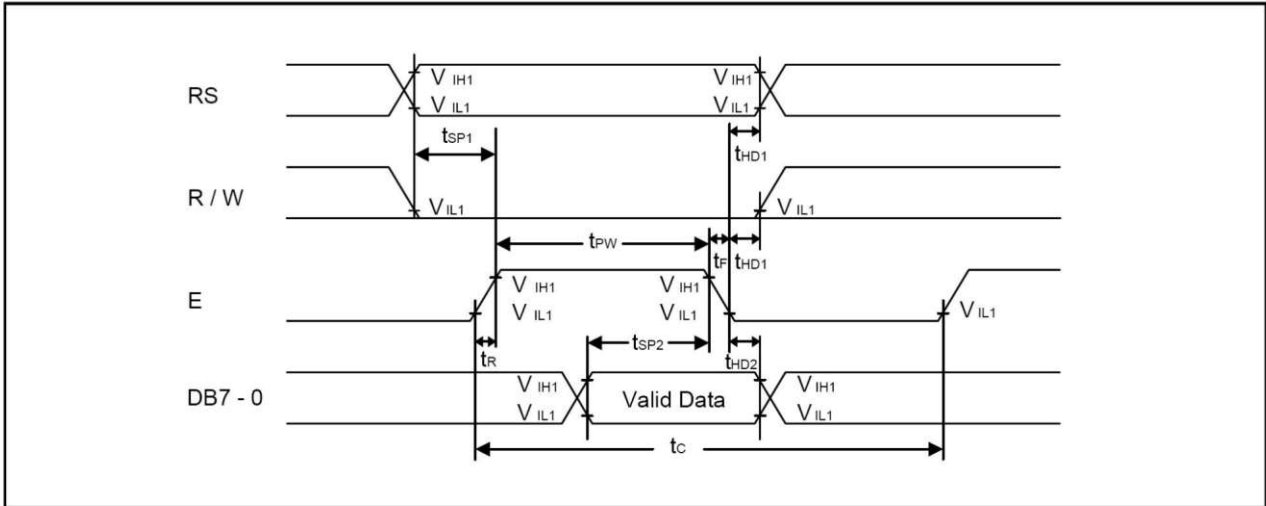 RS
V IH1
V IH1
V IL1
V IL1
tSP1
tHD1
R / W
VIL1
V IL1
tPW
tF
tHD1
E
V IH1
V IH1
V IL1
V IL1
V IL1
tR
tSP2
tHD2
DB7 - 0
V IH1
Valid Data
V IH1
V IL1
V IL1
tC